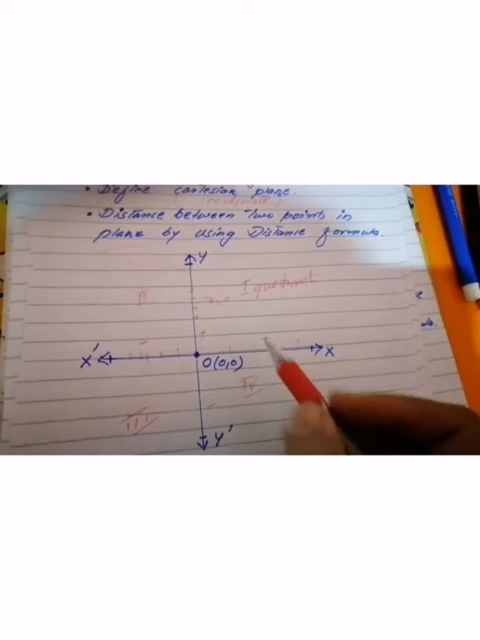 • Define cartesian plane.
• Distance between two points in
plane by using Distance formula.
Y
II
I quadrant
X'
X
O(0,0)
IV
III
Y'